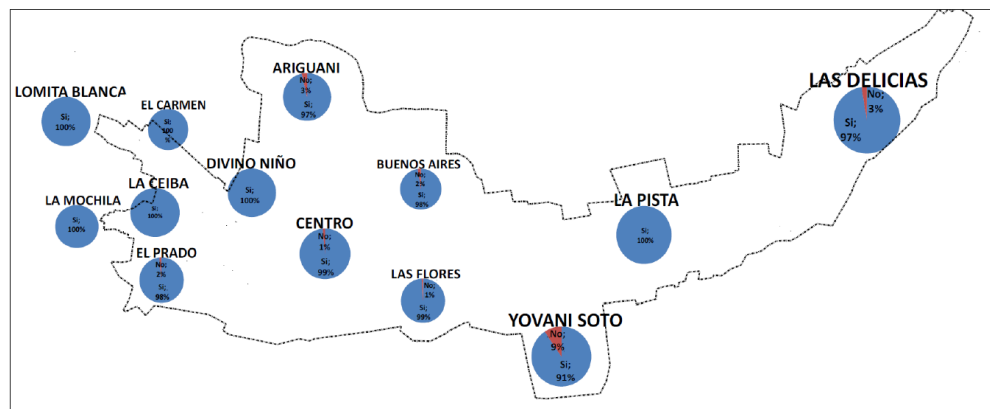 LOMITA BLANCA
Si;
100%
EL CARMEN
Si;
100
%
ARIGUANI
No;
3%
Si;
97%
LAS DELICIAS
No;
3%
Si;
97%
LA MOCHILA
Si;
100%
LA CEIBA
Si;
100%
DIVINO NIÑO
Si;
100%
BUENOS AIRES
No;
2%
Si;
98%
LA PISTA
Si;
100%
EL PRADO
No;
2%
Si;
98%
CENTRO
No;
1%
Si;
99%
LAS FLORES
No;
1%
Si;
99%
YOVANI SOTO
No;
9%
Si;
91%